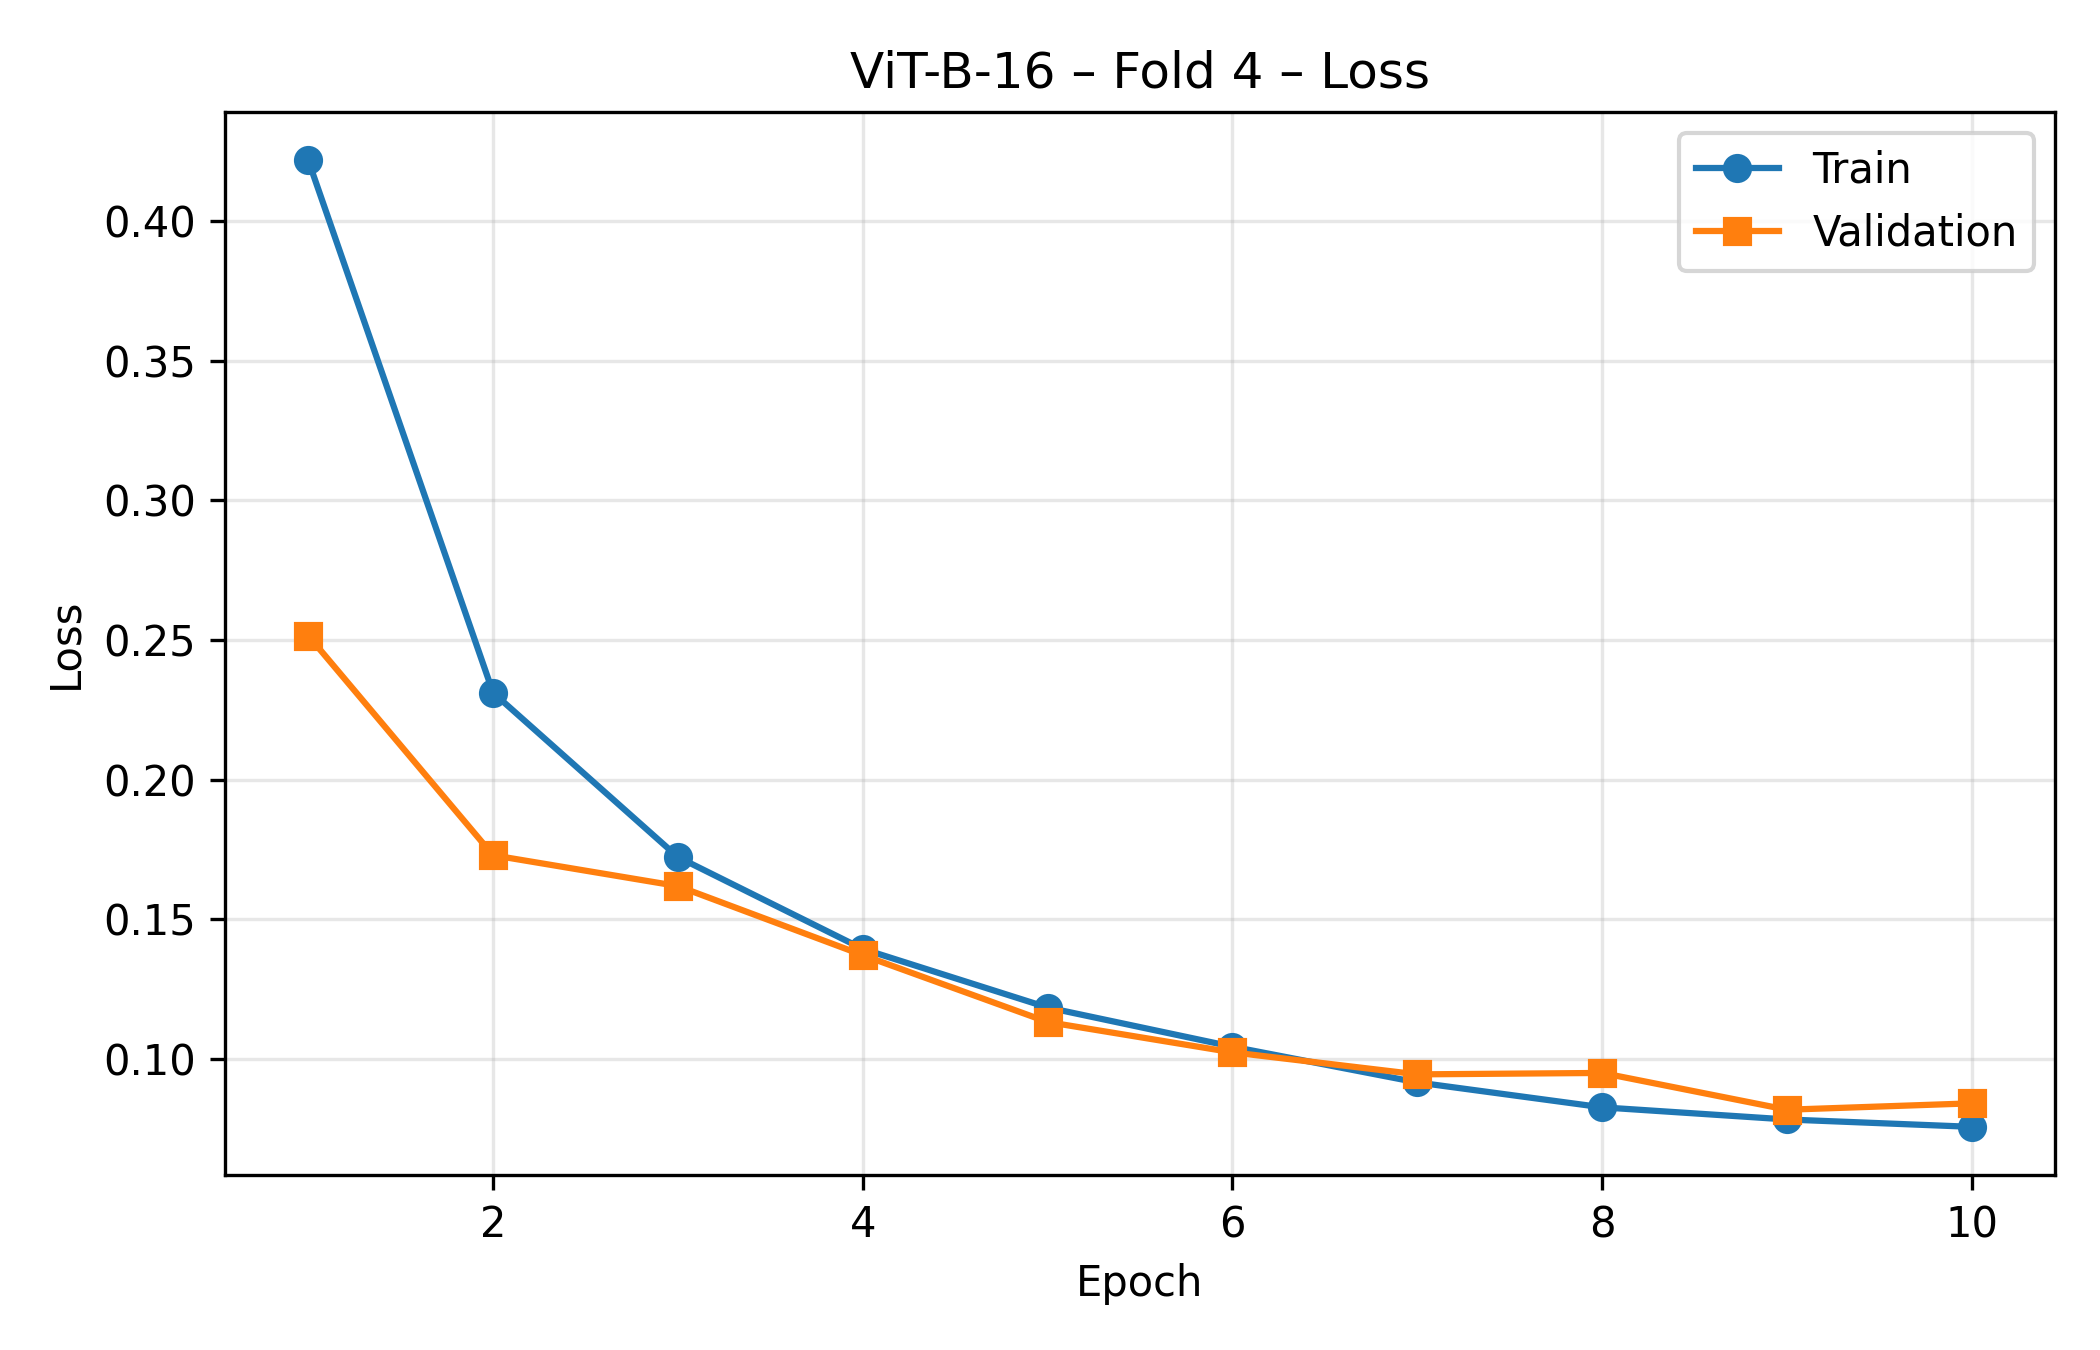 ViT-B-16 – Fold 4 – Loss
Train
Validation
0.40
0.35
0.30
0.25
0.20
0.15
0.10
Loss
2 4 6 8 10
Epoch